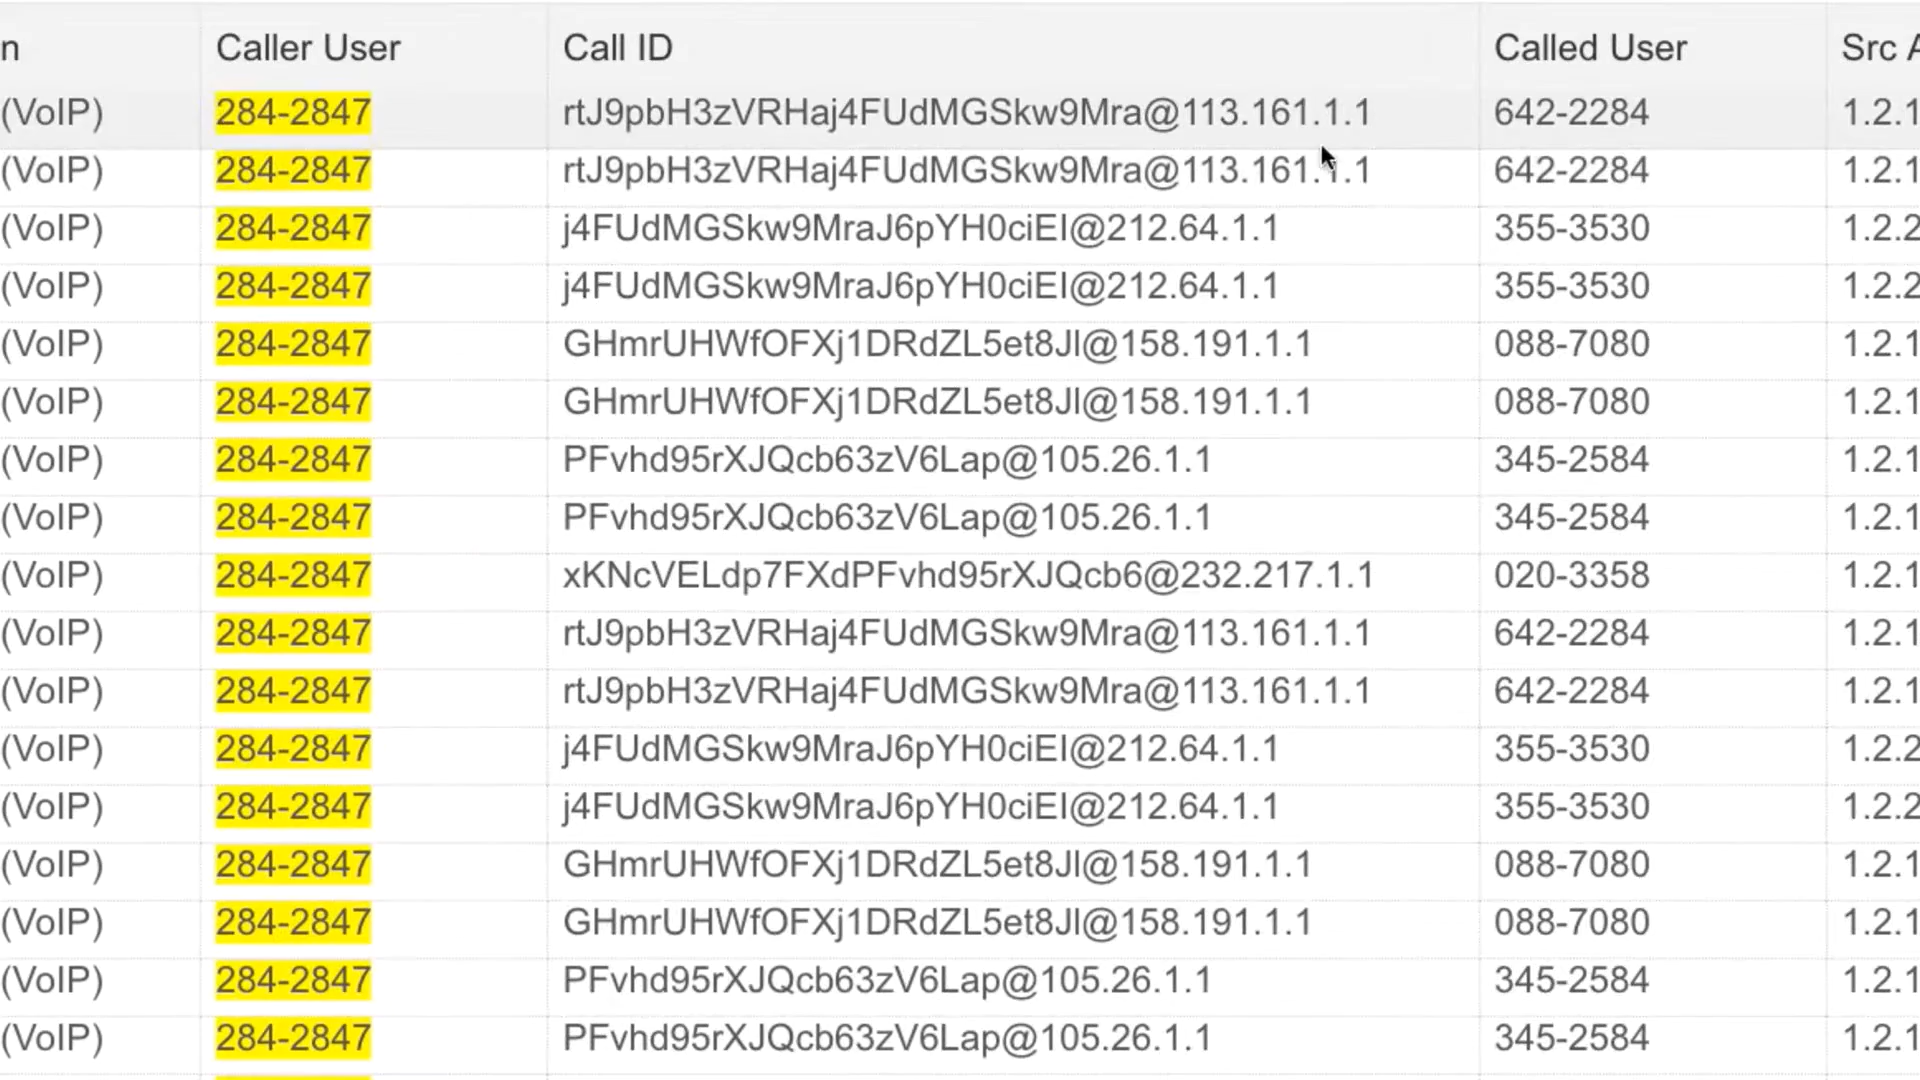 n Caller User Call ID Called User Src A
(VoIP) 284-2847 rtJ9pbH3zVRHaj4FUdMGSkw9Mra@113.161.1.1 642-2284 1.2.1
(VoIP) 284-2847 rtJ9pbH3zVRHaj4FUdMGSkw9Mra@113.161.1.1 642-2284 1.2.1
(VoIP) 284-2847 j4FUdMGSkw9MraJ6pYH0ciEI@212.64.1.1 355-3530 1.2.2
(VoIP) 284-2847 j4FUdMGSkw9MraJ6pYH0ciEI@212.64.1.1 355-3530 1.2.2
(VoIP) 284-2847 GHmrUHWfOFXj1DRdZL5et8Jl@158.191.1.1 088-7080 1.2.1
(VoIP) 284-2847 GHmrUHWfOFXj1DRdZL5et8Jl@158.191.1.1 088-7080 1.2.1
(VoIP) 284-2847 PFvhd95rXJQcb63zV6Lap@105.26.1.1 345-2584 1.2.1
(VoIP) 284-2847 PFvhd95rXJQcb63zV6Lap@105.26.1.1 345-2584 1.2.1
(VoIP) 284-2847 xKNcVELdp7FXdPFvhd95rXJQcb6@232.217.1.1 020-3358 1.2.1
(VoIP) 284-2847 rtJ9pbH3zVRHaj4FUdMGSkw9Mra@113.161.1.1 642-2284 1.2.1
(VoIP) 284-2847 rtJ9pbH3zVRHaj4FUdMGSkw9Mra@113.161.1.1 642-2284 1.2.1
(VoIP) 284-2847 j4FUdMGSkw9MraJ6pYH0ciEI@212.64.1.1 355-3530 1.2.2
(VoIP) 284-2847 j4FUdMGSkw9MraJ6pYH0ciEI@212.64.1.1 355-3530 1.2.2
(VoIP) 284-2847 GHmrUHWfOFXj1DRdZL5et8Jl@158.191.1.1 088-7080 1.2.1
(VoIP) 284-2847 GHmrUHWfOFXj1DRdZL5et8Jl@158.191.1.1 088-7080 1.2.1
(VoIP) 284-2847 PFvhd95rXJQcb63zV6Lap@105.26.1.1 345-2584 1.2.1
(VoIP) 284-2847 PFvhd95rXJQcb63zV6Lap@105.26.1.1 345-2584 1.2.1